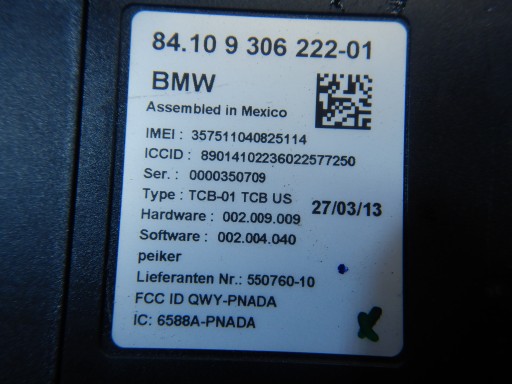 84.10 9 306 222-01
BMW
Assembled in Mexico
IMEI : 357511040825114
ICCID : 89014102236022577250
Ser. : 0000350709
Type : TCB-01 TCB US 27/03/13
Hardware : 002.009.009
Software : 002.004.040
peiker
Lieferanten Nr.: 550760-10
FCC ID QWY-PNADA
IC: 6588A-PNADA